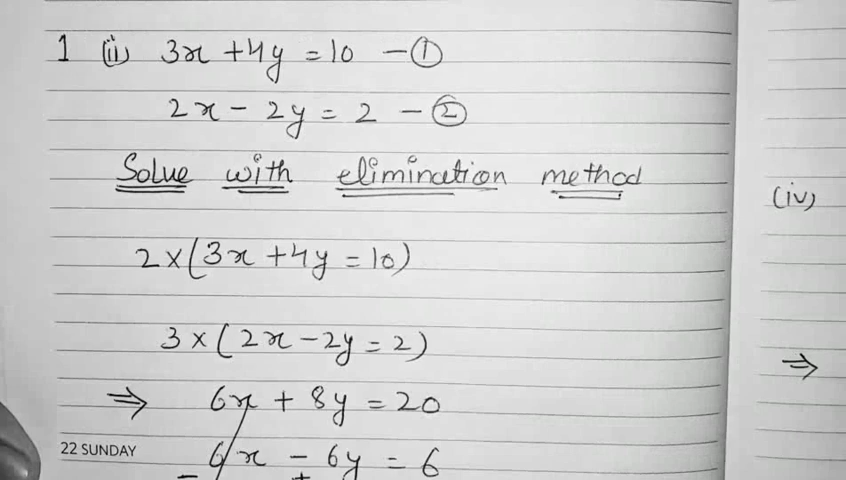 1 (ii) 3x + 4y = 10 — ①
2x - 2y = 2 — ②
Solve with elimination method
(iv)
2 × (3x + 4y = 10)
3 × (2x - 2y = 2)
⇒
⇒ 6x + 8y = 20
22 SUNDAY
6x - 6y = 6
- +